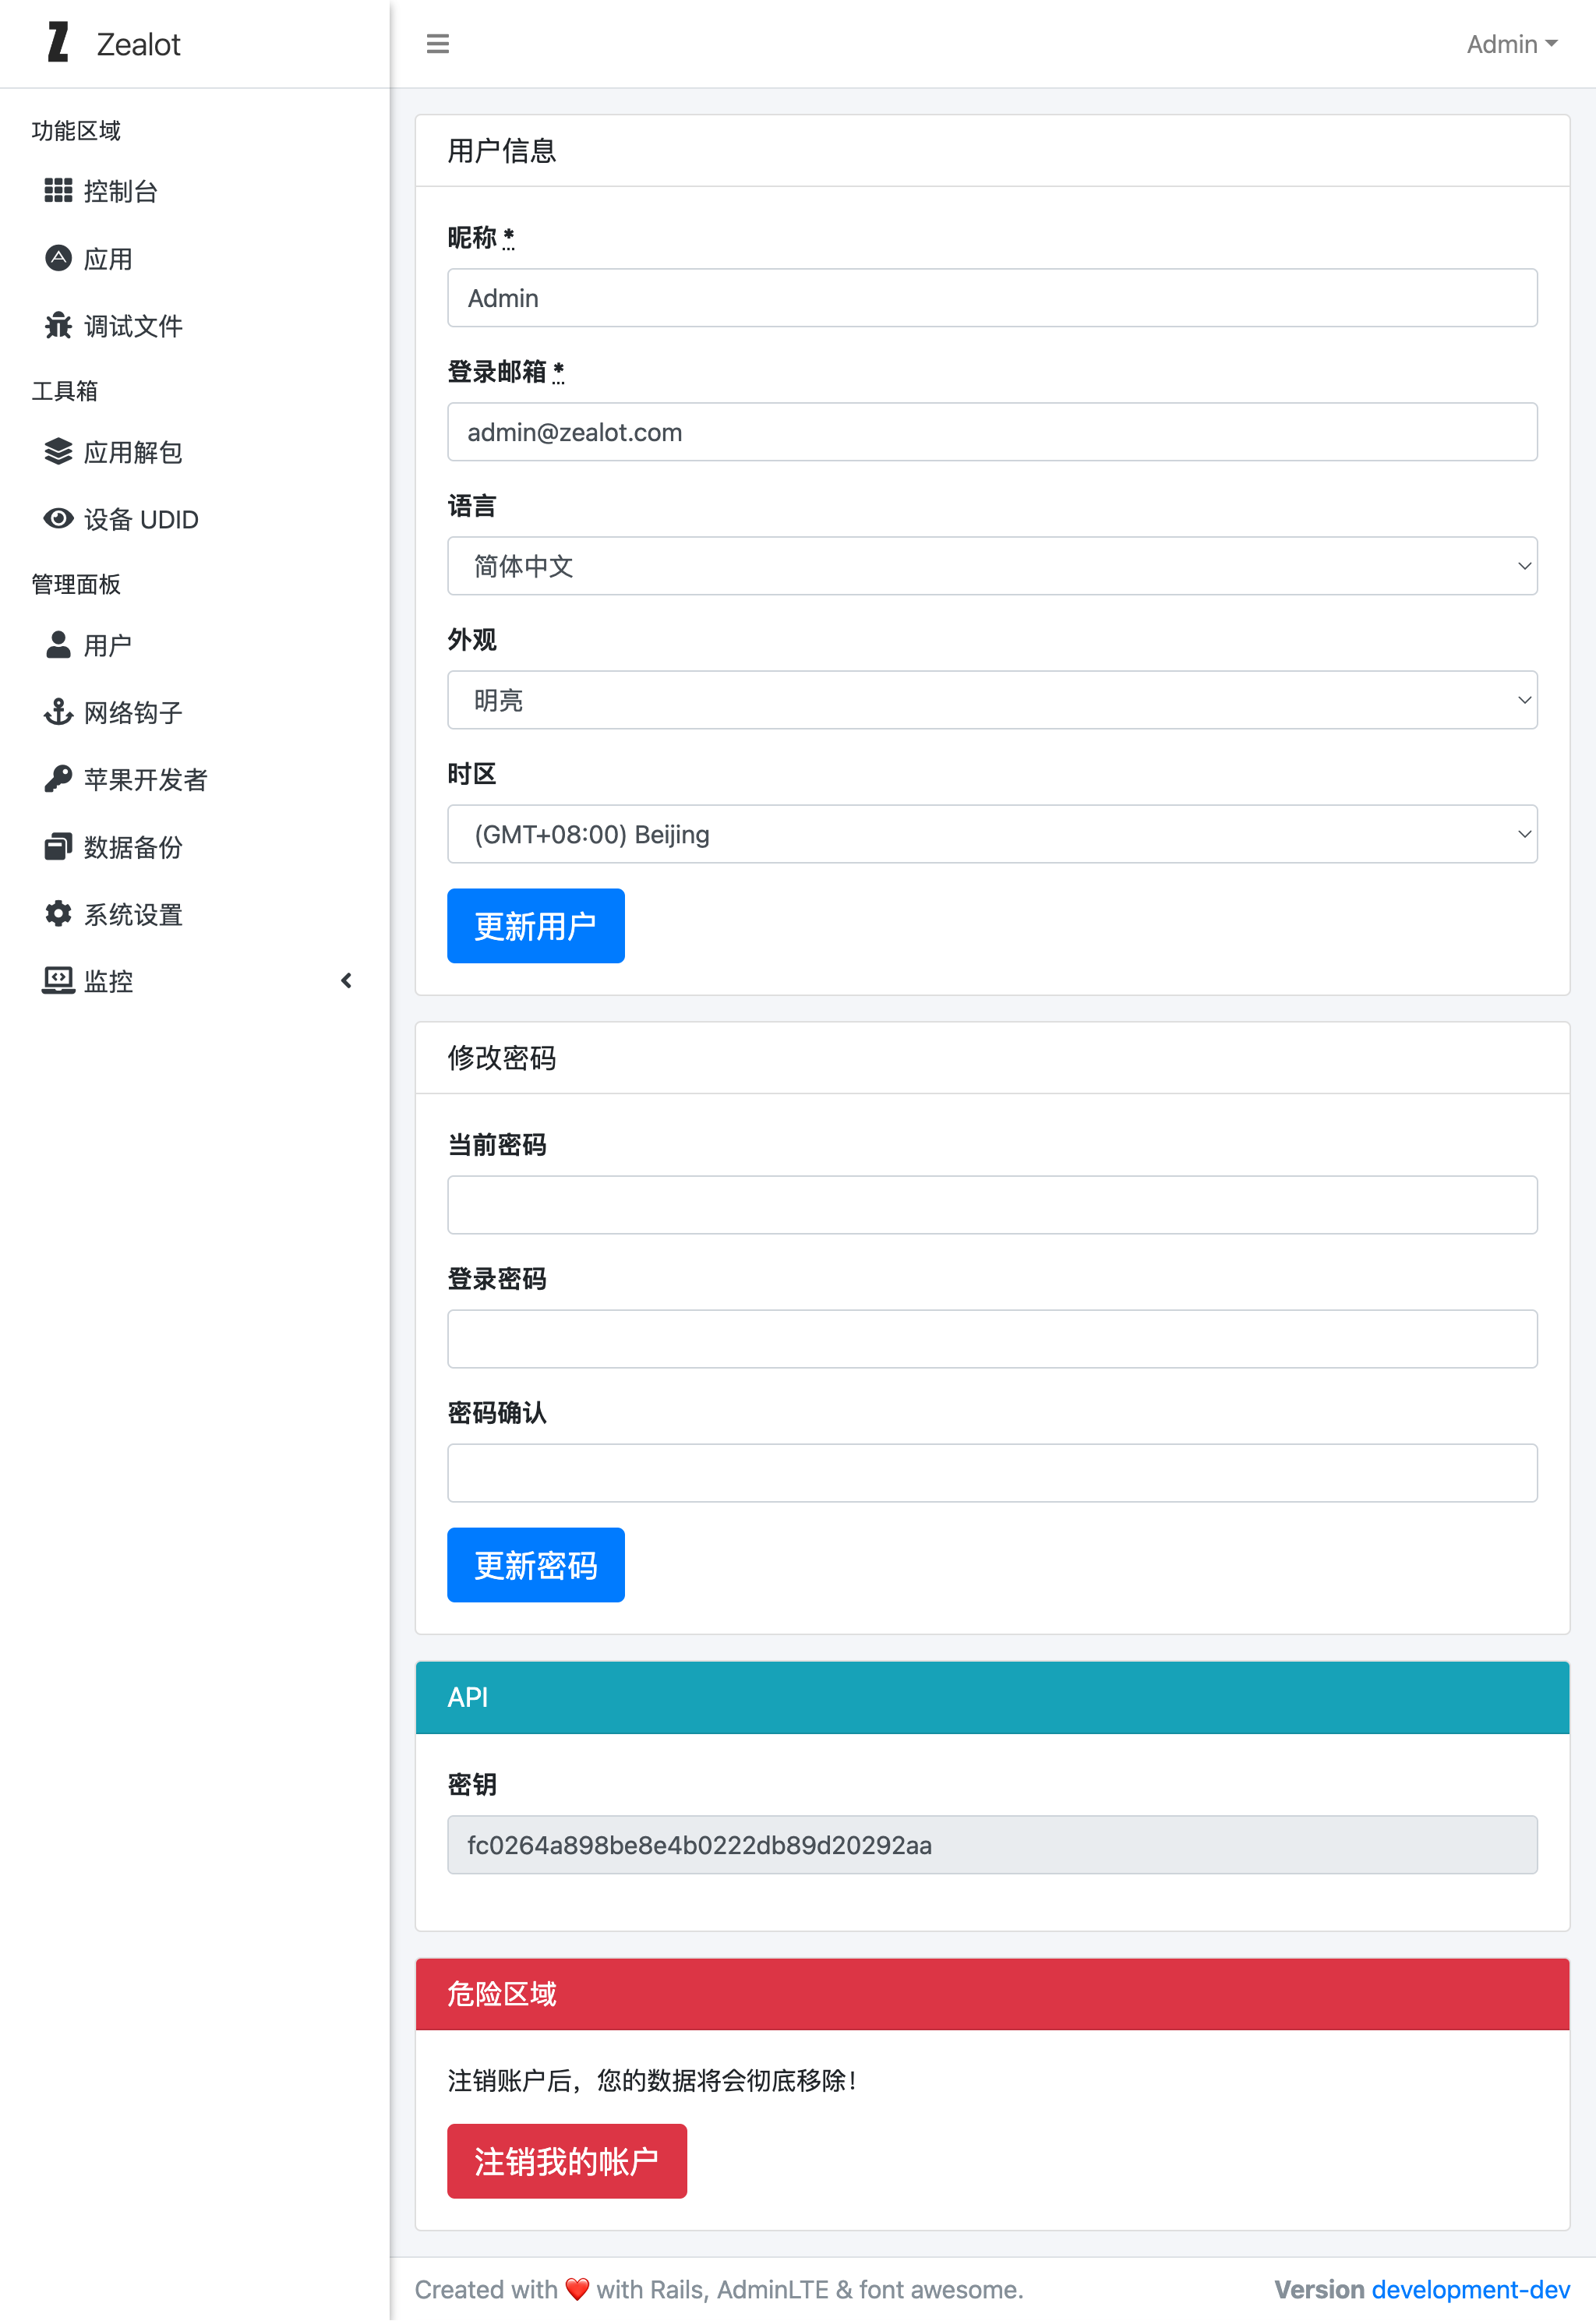 Zealot
Admin
功能区域
控制台
应用
调试文件
工具箱
应用解包
设备 UDID
管理面板
用户
网络钩子
苹果开发者
数据备份
系统设置
监控
用户信息
昵称 *
Admin
登录邮箱 *
admin@zealot.com
语言
简体中文
外观
明亮
时区
(GMT+08:00) Beijing
更新用户
修改密码
当前密码
登录密码
密码确认
更新密码
API
密钥
fc0264a898be8e4b0222db89d20292aa
危险区域
注销账户后，您的数据将会彻底移除！
注销我的帐户
Created with ❤️ with Rails, AdminLTE & font awesome.
Version development-dev